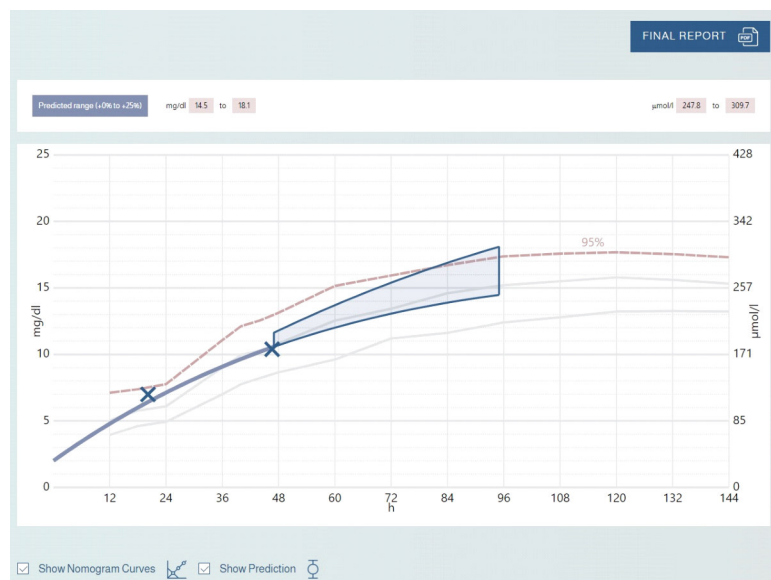 FINAL REPORT PDF
Predicted range (+0% to +25%) mg/dl 14.5 to 18.1 µmol/l 247.8 to 309.7
25 428
20 342
95%
15 257
mg/dl µmol/l
10 171
5 85
0 0
12 24 36 48 60 72 84 96 108 120 132 144
h
Show Nomogram Curves Show Prediction